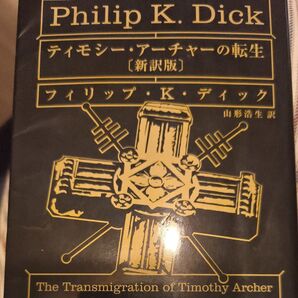 Philip K. Dick
ティモシー・アーチャーの転生
〔新訳版〕
フィリップ・K・ディック
山形浩生 訳
The Transmigration of Timothy Archer